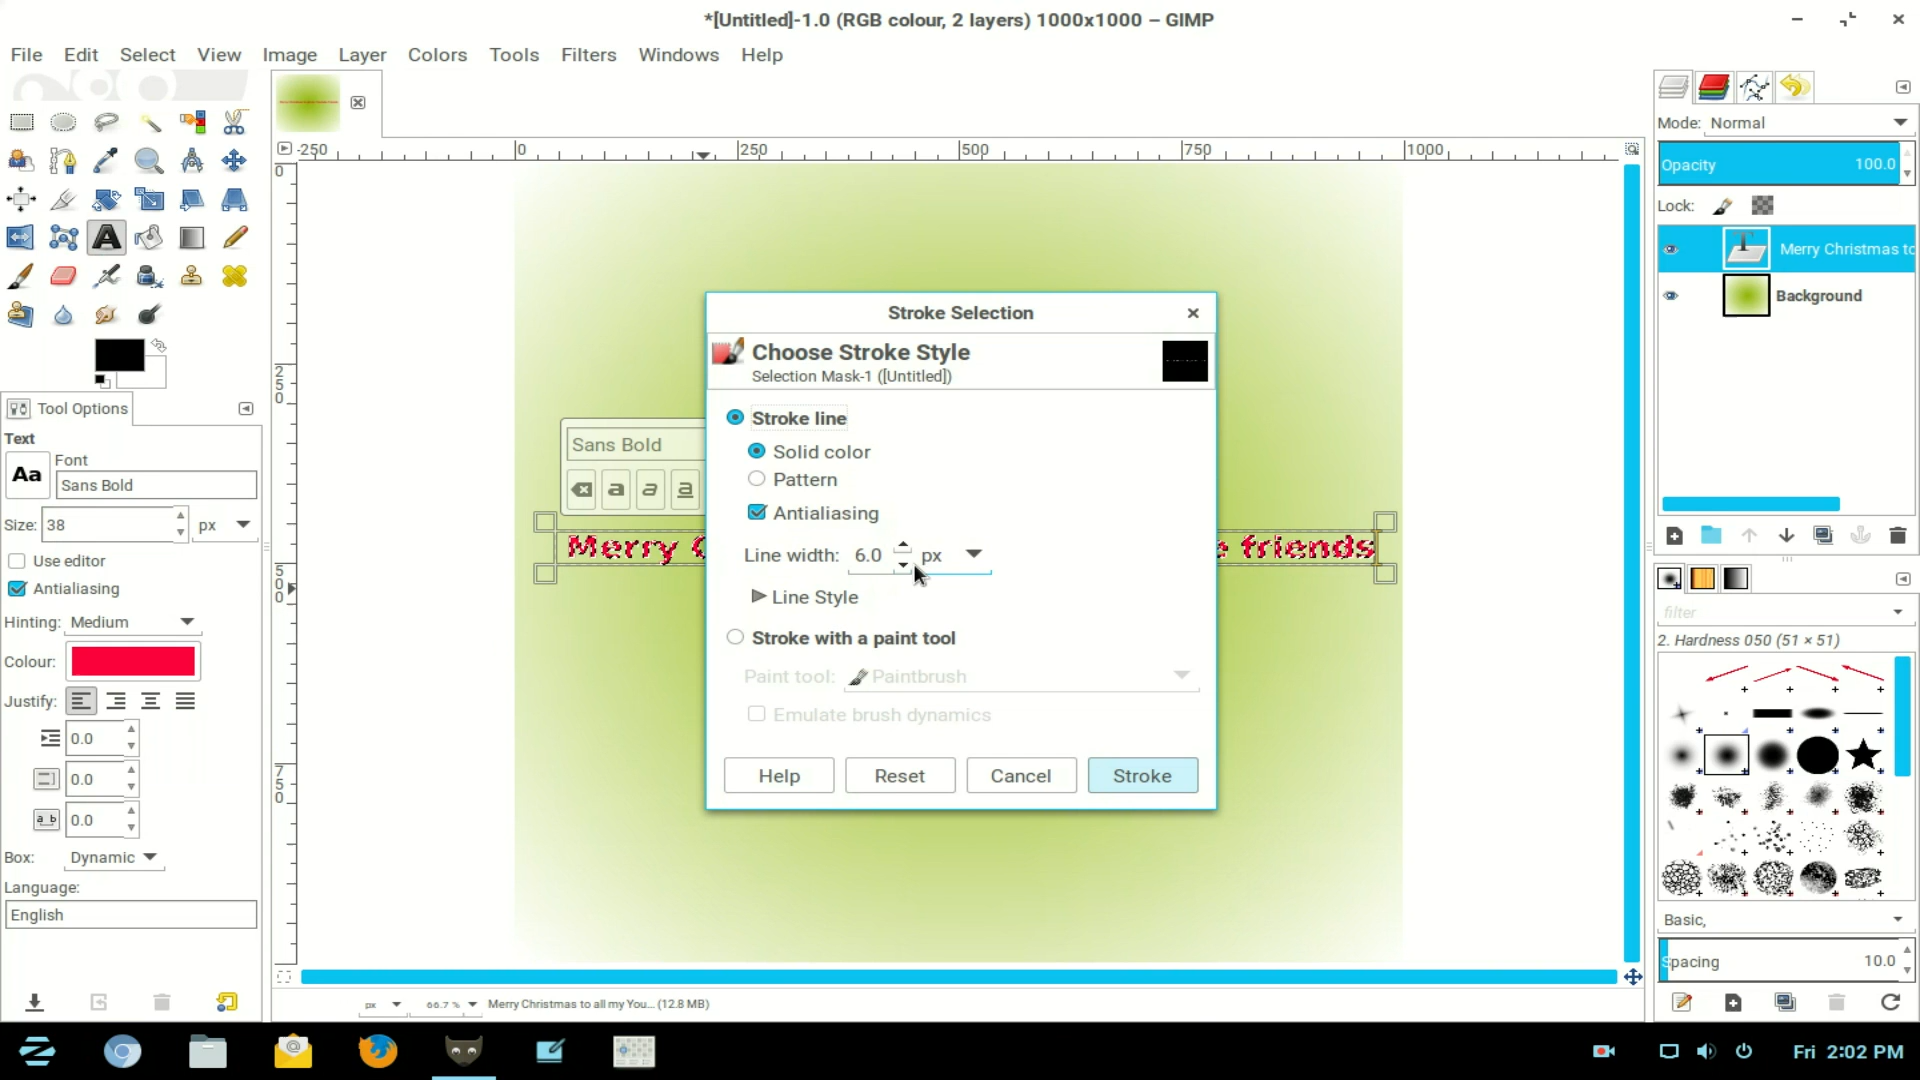 *[Untitled]-1.0 (RGB colour, 2 layers) 1000x1000 – GIMP
File Edit Select View Image Layer Colors Tools Filters Windows Help
-250 0 250 500 750 1000
0
250
500
750
Tool Options
Text
Font
Aa
Sans Bold
Size: 38 px
Use editor
Antialiasing
Hinting: Medium
Colour:
Justify:
0.0
0.0
0.0
Box: Dynamic
Language:
English
Sans Bold
Merry
friends
Stroke Selection
Choose Stroke Style
Selection Mask-1 ([Untitled])
Stroke line
Solid color
Pattern
Antialiasing
Line width: 6.0 px
Line Style
Stroke with a paint tool
Paint tool: Paintbrush
Emulate brush dynamics
Help Reset Cancel Stroke
px 66.7 % Merry Christmas to all my You... (12.8 MB)
Mode: Normal
Opacity 100.0
Lock:
Merry Christmas to
Background
filter
2. Hardness 050 (51 × 51)
Basic,
Spacing 10.0
Fri 2:02 PM